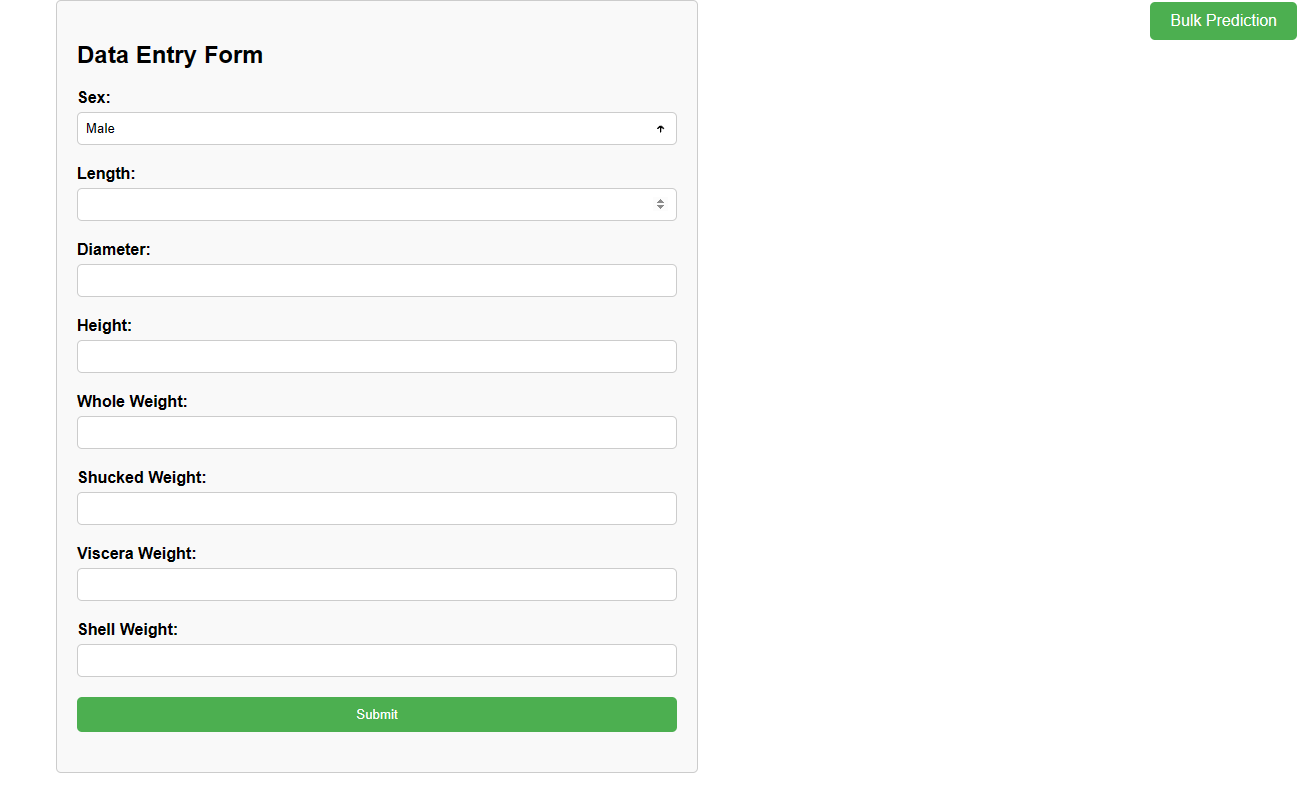 Bulk Prediction
Data Entry Form
Sex:
Male
Length:
Diameter:
Height:
Whole Weight:
Shucked Weight:
Viscera Weight:
Shell Weight:
Submit